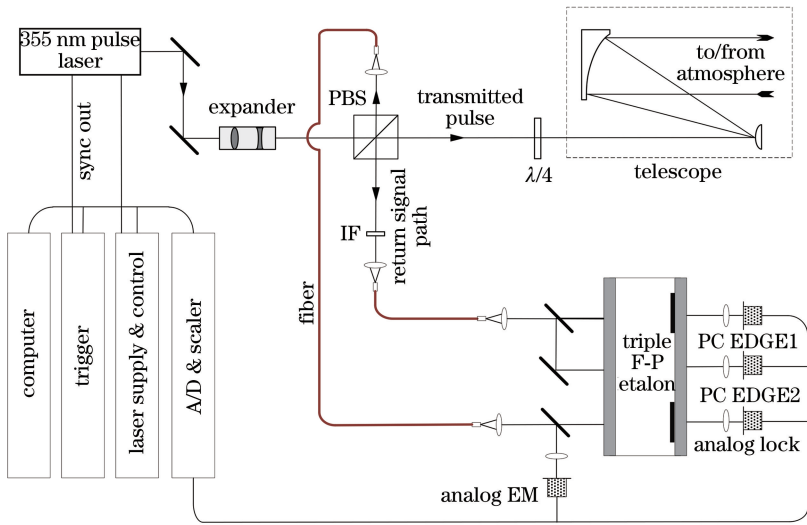 355 nm pulse
laser
expander
PBS
transmitted
pulse
to/from
atmosphere
λ/4
telescope
sync out
IF
return signal
path
fiber
computer
trigger
laser supply & control
A/D & scaler
triple
F-P
etalon
PC EDGE1
PC EDGE2
analog lock
analog EM